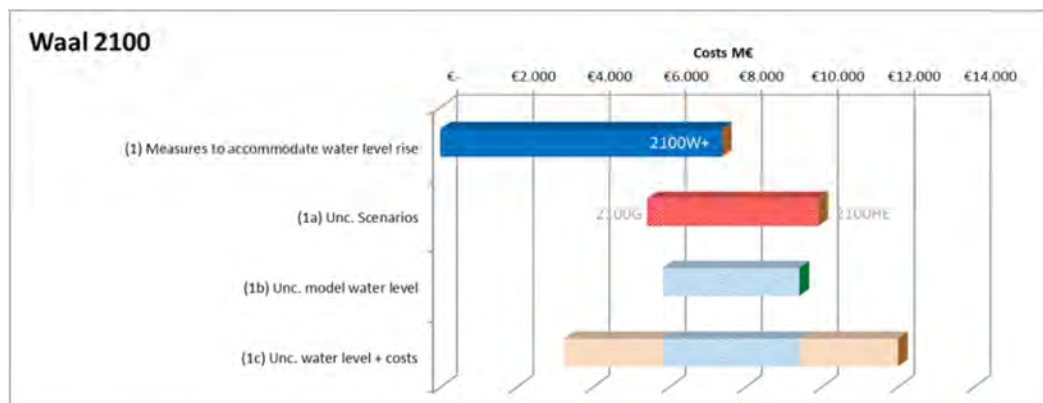 Waal 2100
Costs M€
€- €2.000 €4.000 €6.000 €8.000 €10.000 €12.000 €14.000
(1) Measures to accommodate water level rise
2100W+
(1a) Unc. Scenarios
2100G 2100HE
(1b) Unc. model water level
(1c) Unc. water level + costs